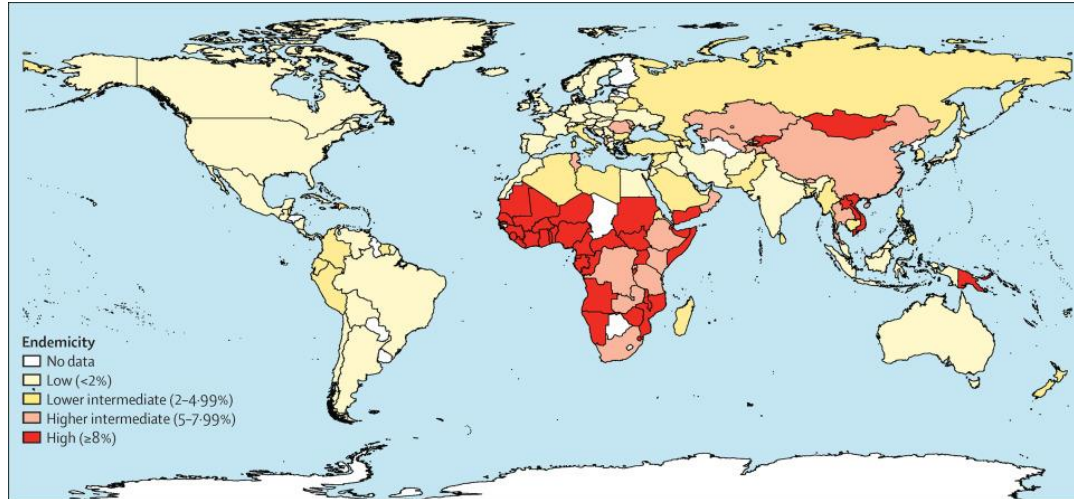 Endemicity
No data
Low (<2%)
Lower intermediate (2–4·99%)
Higher intermediate (5–7·99%)
High (≥8%)